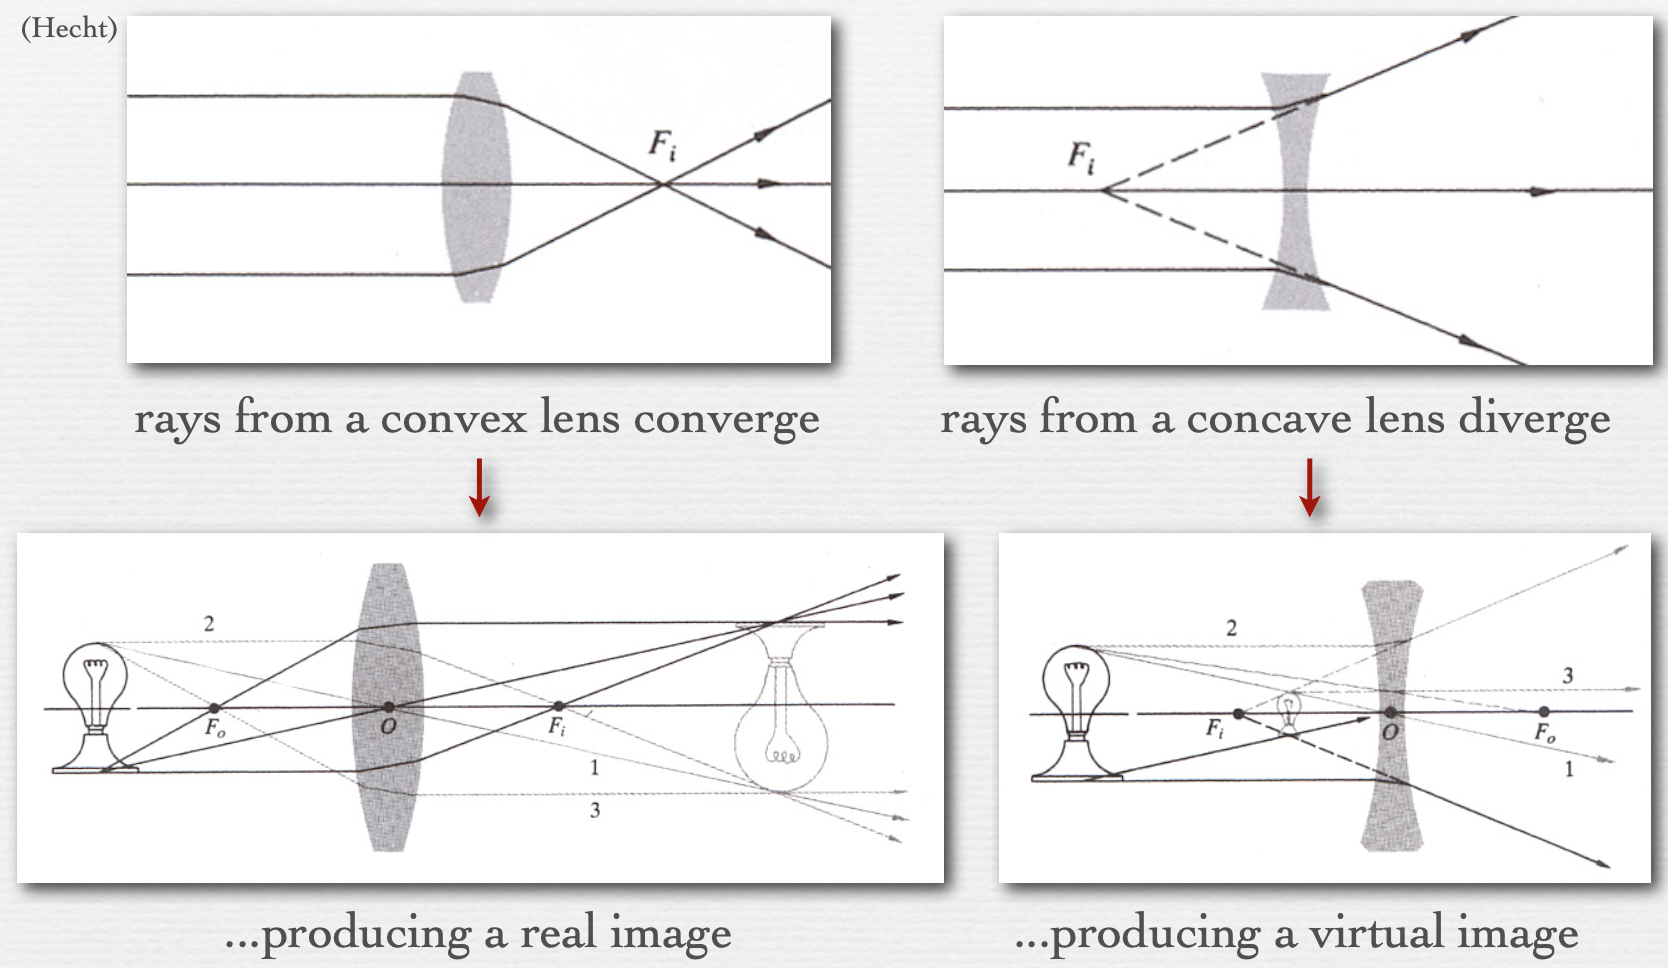 (Hecht)
F_i
F_i
rays from a convex lens converge
rays from a concave lens diverge
2
F_o
O
F_i
1
3
2
3
F_i
O
F_o
1
...producing a real image
...producing a virtual image